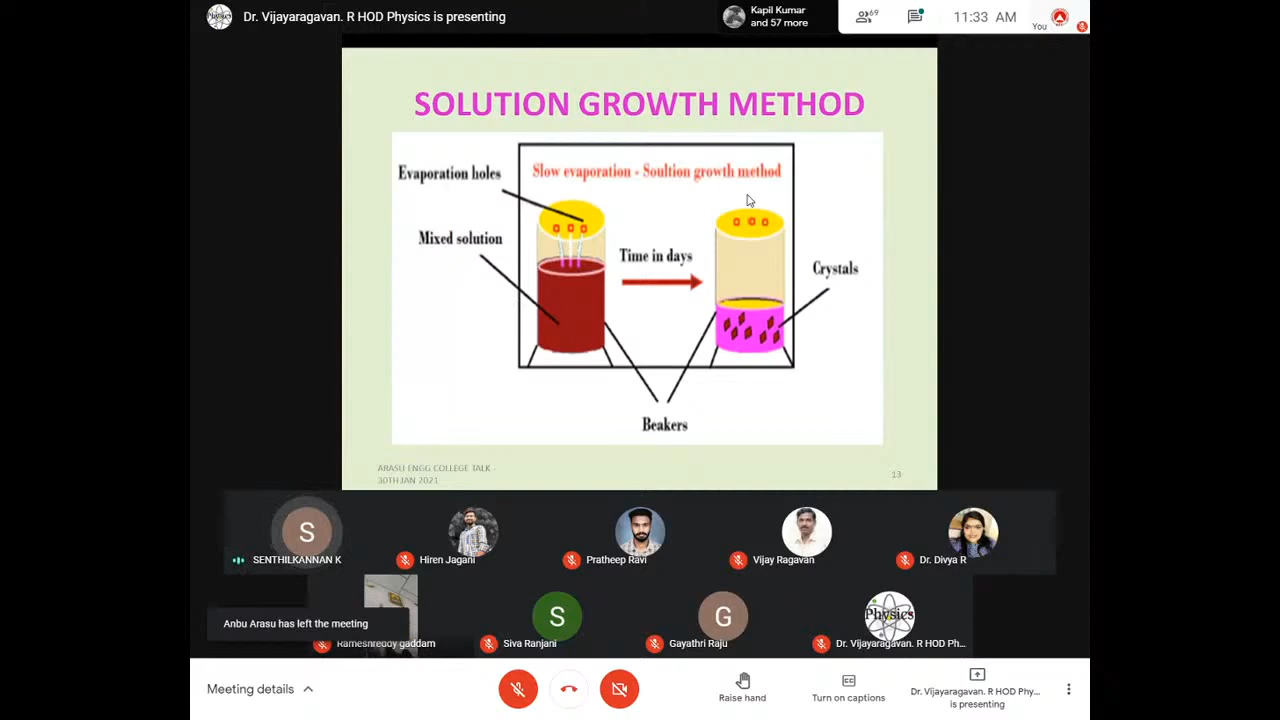 Dr. Vijayaragavan. R HOD Physics is presenting
Kapil Kumar
and 57 more
69
11:33 AM
You
SOLUTION GROWTH METHOD
Slow evaporation - Soultion growth method
Evaporation holes
Mixed solution
Time in days
Crystals
Beakers
ARASU ENGG COLLEGE TALK -
30TH JAN 2021
13
S
SENTHILKANNAN K
Hiren Jagani
Pratheep Ravi
Vijay Ragavan
Dr. Divya R
Anbu Arasu has left the meeting
Rameshreddy gaddam
S
Siva Ranjani
G
Gayathri Raju
Physics
Dr. Vijayaragavan. R HOD Ph...
Meeting details
Raise hand
Turn on captions
Dr. Vijayaragavan. R HOD Phy...
is presenting